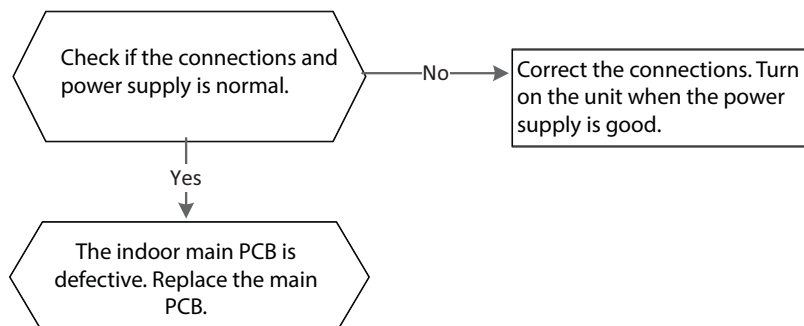 Check if the connections and
power supply is normal.
No
Correct the connections. Turn
on the unit when the power
supply is good.
Yes
The indoor main PCB is
defective. Replace the main
PCB.